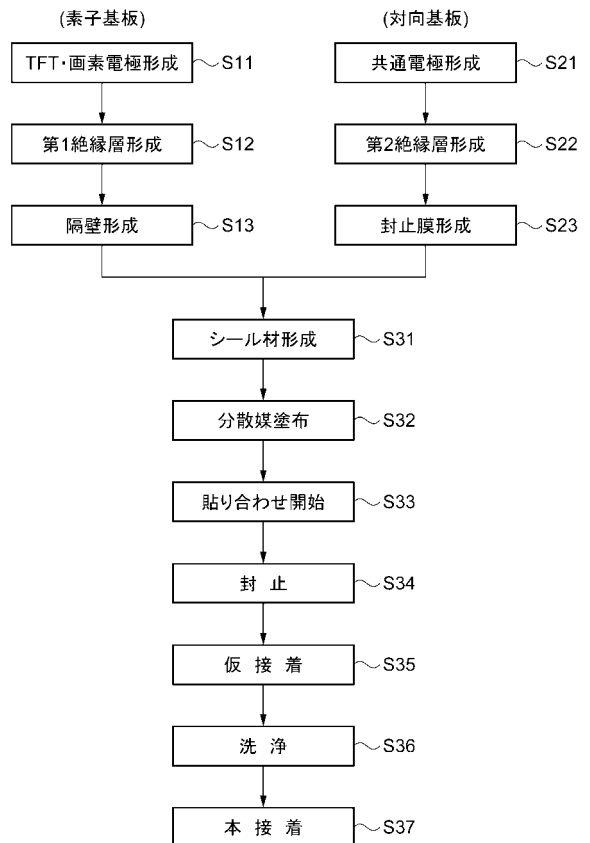 (素子基板)
(対向基板)
TFT・画素電極形成 S11
共通電極形成 S21
第1絶縁層形成 S12
第2絶縁層形成 S22
隔壁形成 S13
封止膜形成 S23
シール材形成 S31
分散媒塗布 S32
貼り合わせ開始 S33
封 止 S34
仮 接 着 S35
洗 浄 S36
本 接 着 S37